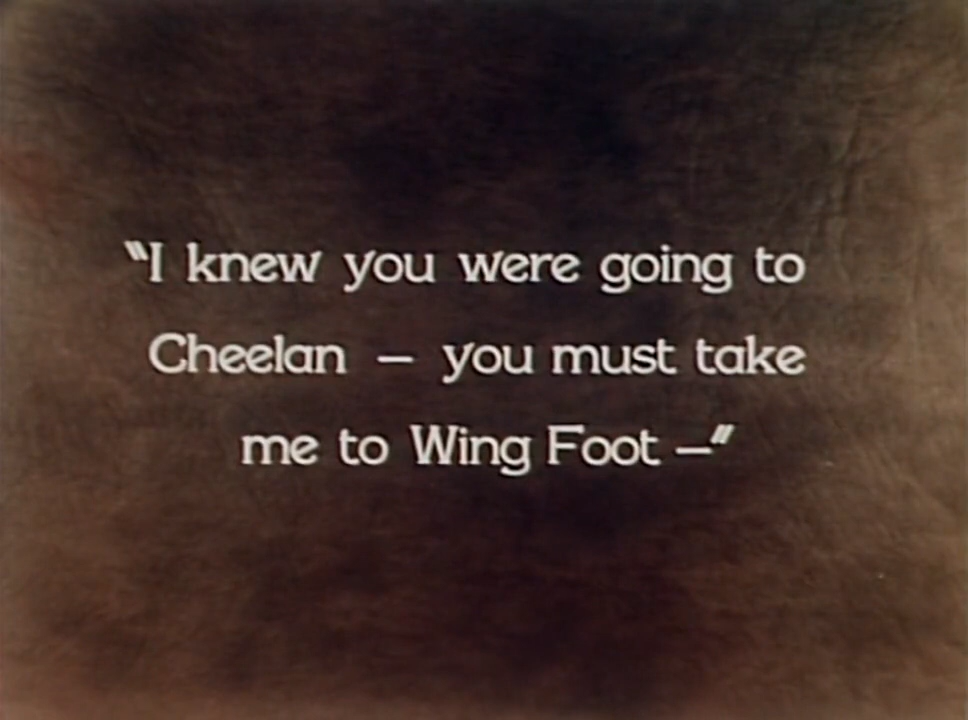 "I knew you were going to
Cheelan — you must take
me to Wing Foot —"